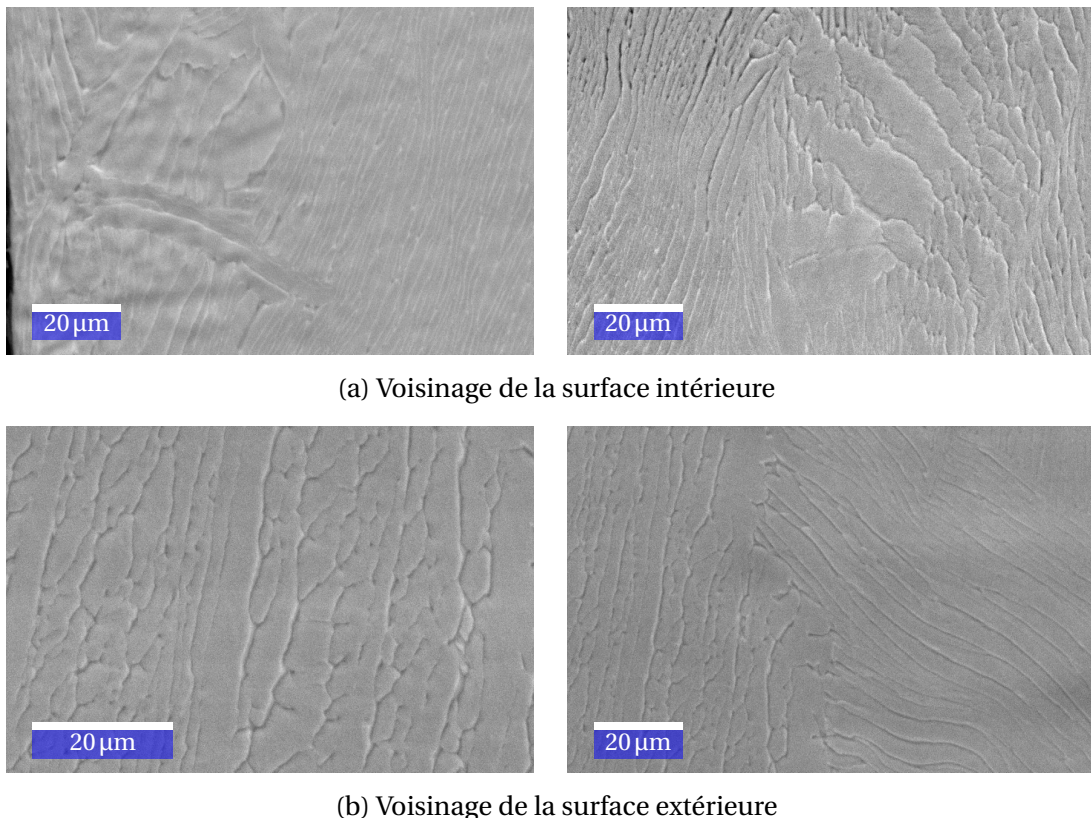 20 µm
20 µm
(a) Voisinage de la surface intérieure
20 µm
20 µm
(b) Voisinage de la surface extérieure